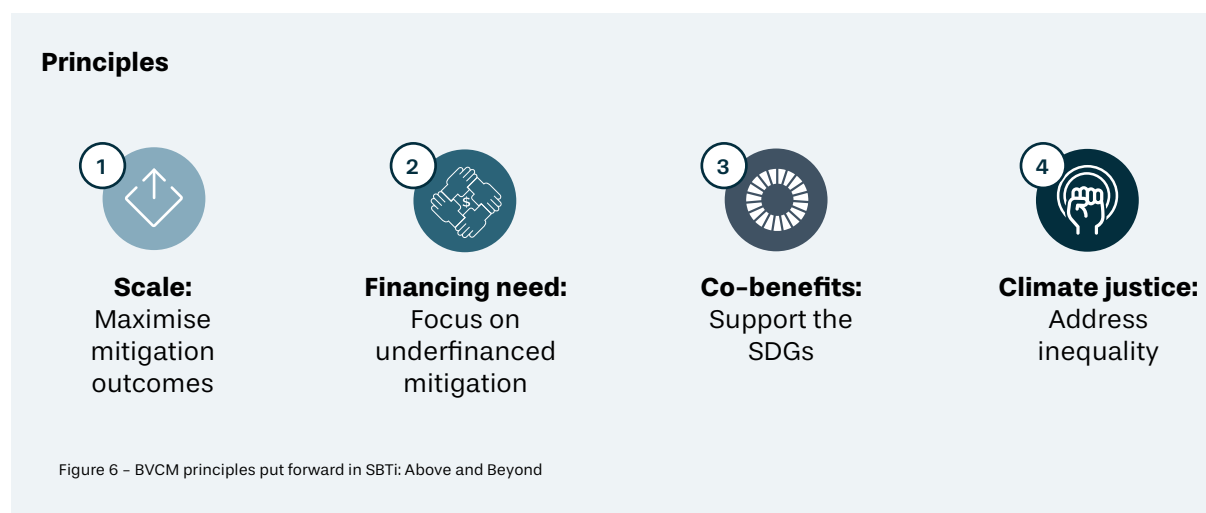 Principles
1
Scale:
Maximise
mitigation
outcomes
2
$
Financing need:
Focus on
underfinanced
mitigation
3
Co-benefits:
Support the
SDGs
4
Climate justice:
Address
inequality
Figure 6 – BVCM principles put forward in SBTi: Above and Beyond